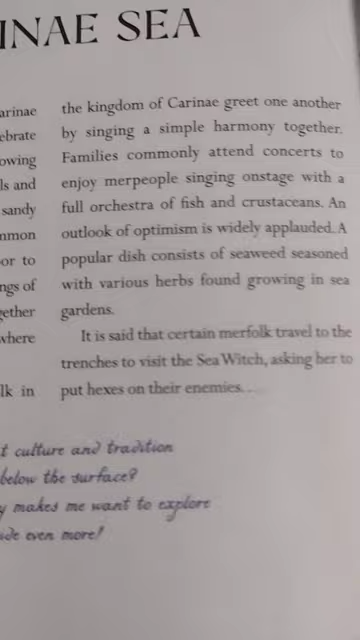 INAE SEA
arinae
ebrate
owing
ls and
sandy
nmon
or to
ngs of
gether
where
lk in
the kingdom of Carinae greet one another
by singing a simple harmony together.
Families commonly attend concerts to
enjoy merpeople singing onstage with a
full orchestra of fish and crustaceans. An
outlook of optimism is widely applauded. A
popular dish consists of seaweed seasoned
with various herbs found growing in sea
gardens.
It is said that certain merfolk travel to the
trenches to visit the Sea Witch, asking her to
put hexes on their enemies. . . .
t culture and tradition
below the surface?
y makes me want to explore
ide even more!